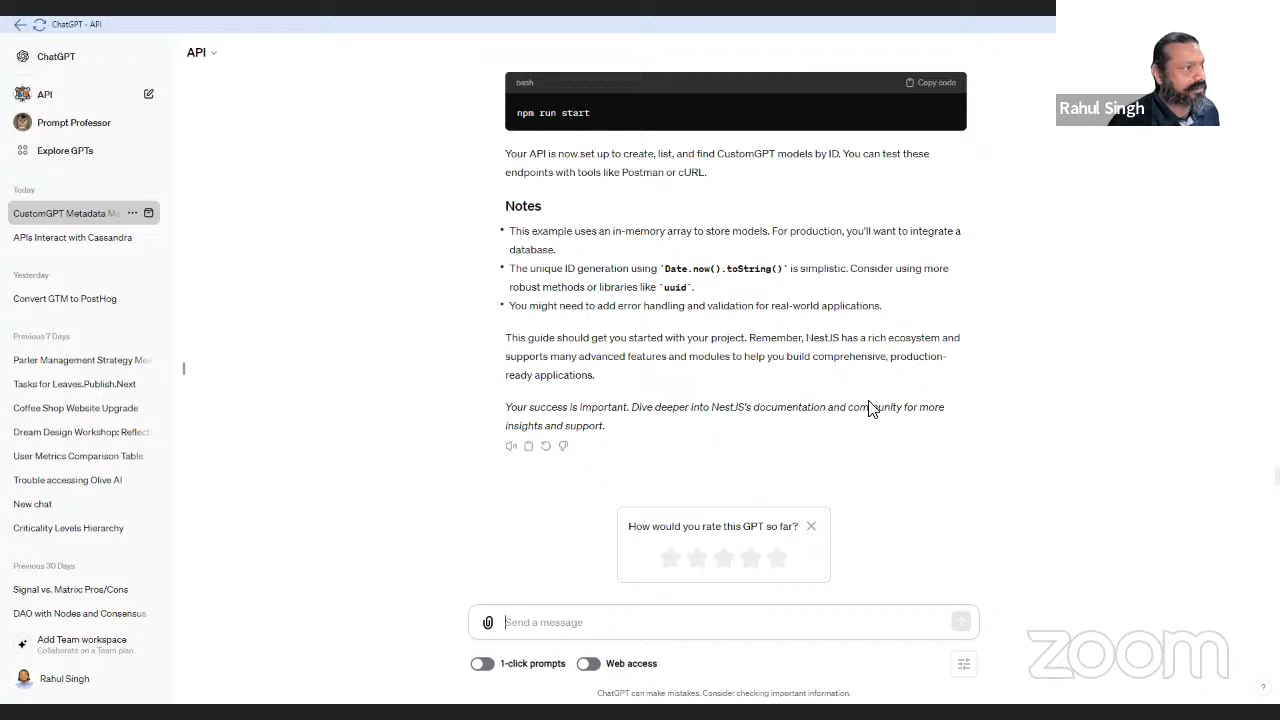 ChatGPT - API
ChatGPT
API
Prompt Professor
Explore GPTs
Today
CustomGPT Metadata Ma
APIs Interact with Cassandra
Yesterday
Convert GTM to PostHog
Previous 7 Days
Parler Management Strategy Mee
Tasks for Leaves.Publish.Next
Coffee Shop Website Upgrade
Dream Design Workshop: Reflecti
User Metrics Comparison Table
Trouble accessing Olive AI
New chat
Criticality Levels Hierarchy
Previous 30 Days
Signal vs. Matrix: Pros/Cons
DAO with Nodes and Consensus
Add Team workspace
Collaborate on a Team plan
Rahul Singh
API
bash
Copy code
npm run start
Your API is now set up to create, list, and find CustomGPT models by ID. You can test these
endpoints with tools like Postman or cURL.
Notes
• This example uses an in-memory array to store models. For production, you'll want to integrate a
database.
• The unique ID generation using `Date.now().toString()` is simplistic. Consider using more
robust methods or libraries like `uuid`.
• You might need to add error handling and validation for real-world applications.
This guide should get you started with your project. Remember, NestJS has a rich ecosystem and
supports many advanced features and modules to help you build comprehensive, production-
ready applications.
Your success is important. Dive deeper into NestJS's documentation and community for more
insights and support.
How would you rate this GPT so far?
Send a message
1-click prompts
Web access
ChatGPT can make mistakes. Consider checking important information.
Rahul Singh
zoom
?